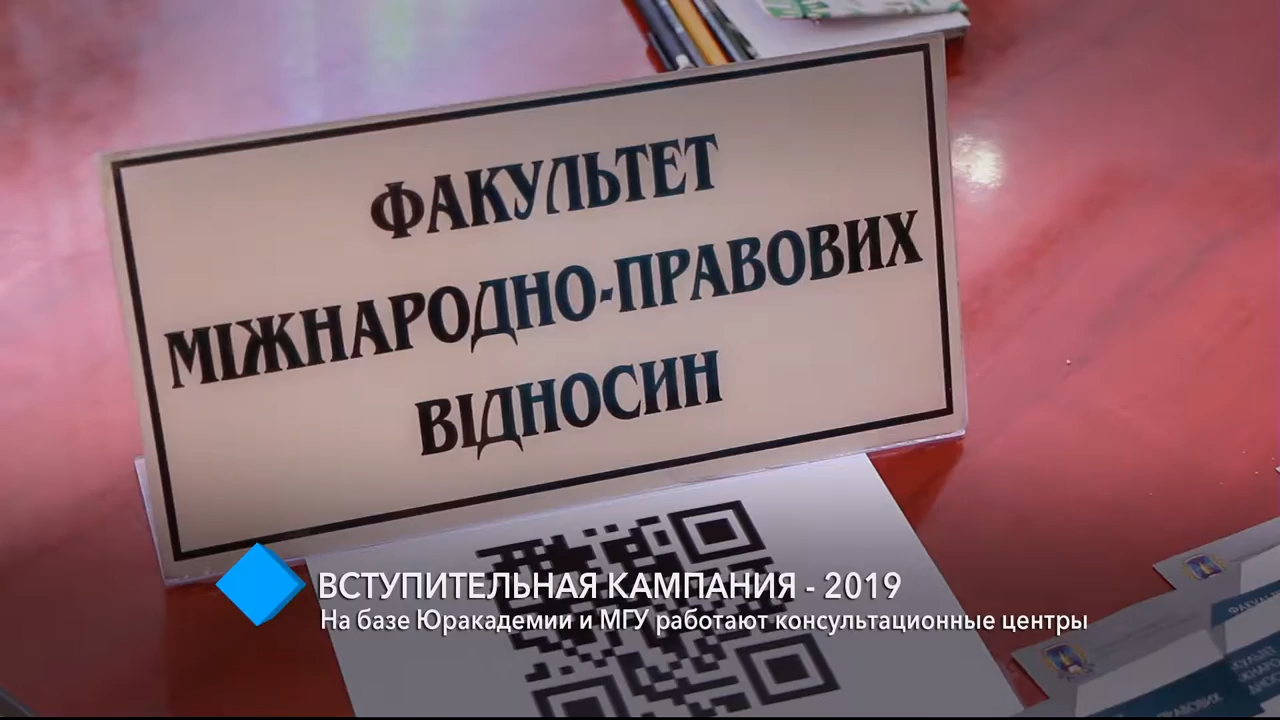 ФАКУЛЬТЕТ
МІЖНАРОДНО-ПРАВОВИХ
ВІДНОСИН
ВСТУПИТЕЛЬНАЯ КАМПАНИЯ - 2019
На базе Юракадемии и МГУ работают консультационные центры